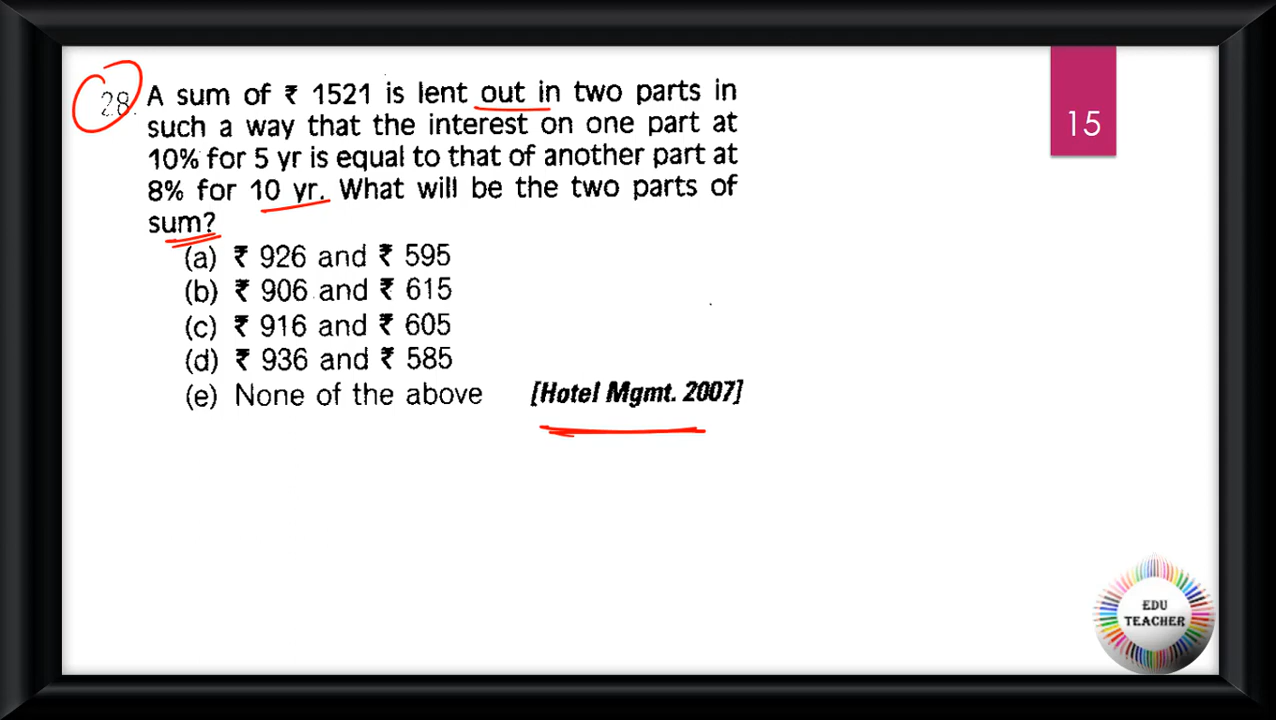 28. A sum of ₹ 1521 is lent out in two parts in
such a way that the interest on one part at
10% for 5 yr is equal to that of another part at
8% for 10 yr. What will be the two parts of
sum?
(a) ₹ 926 and ₹ 595
(b) ₹ 906 and ₹ 615
(c) ₹ 916 and ₹ 605
(d) ₹ 936 and ₹ 585
(e) None of the above [Hotel Mgmt. 2007]
15
EDU
TEACHER